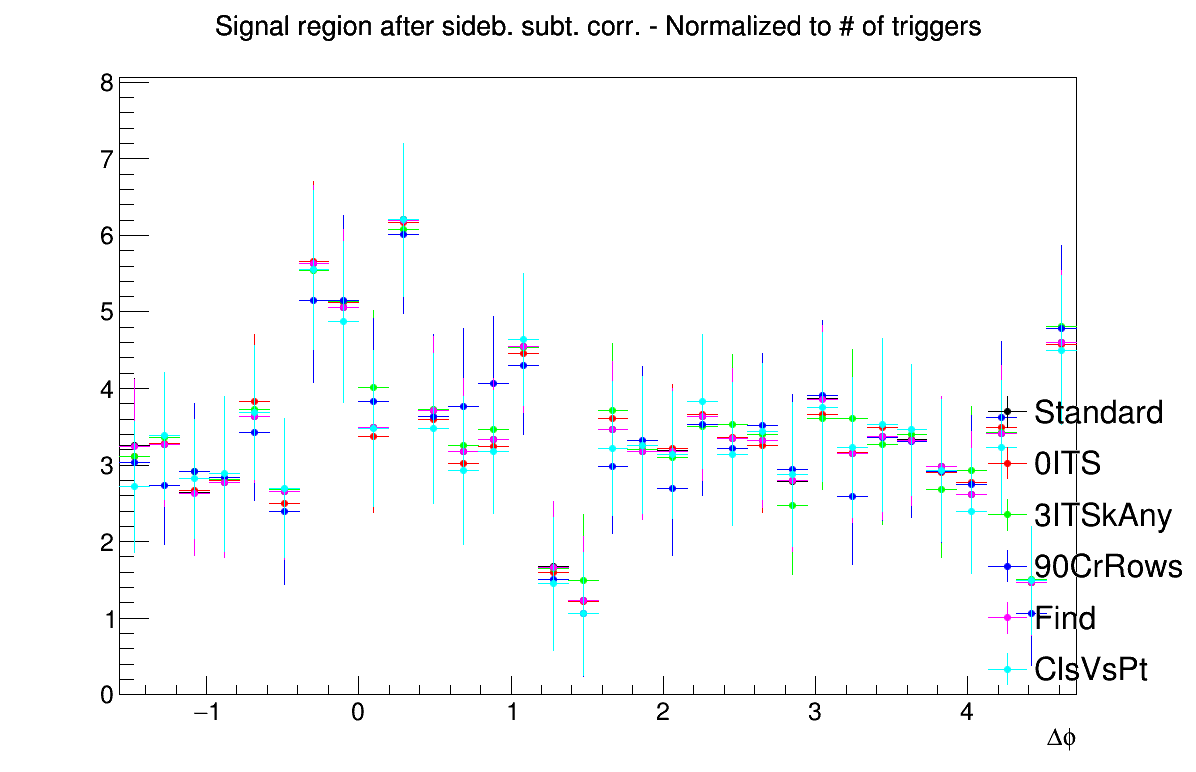 Signal region after sideb. subt. corr. - Normalized to # of triggers
8
7
6
5
4
3
2
1
0
−1 0 1 2 3 4
Δϕ
Standard
0ITS
3ITSkAny
90CrRows
Find
ClsVsPt